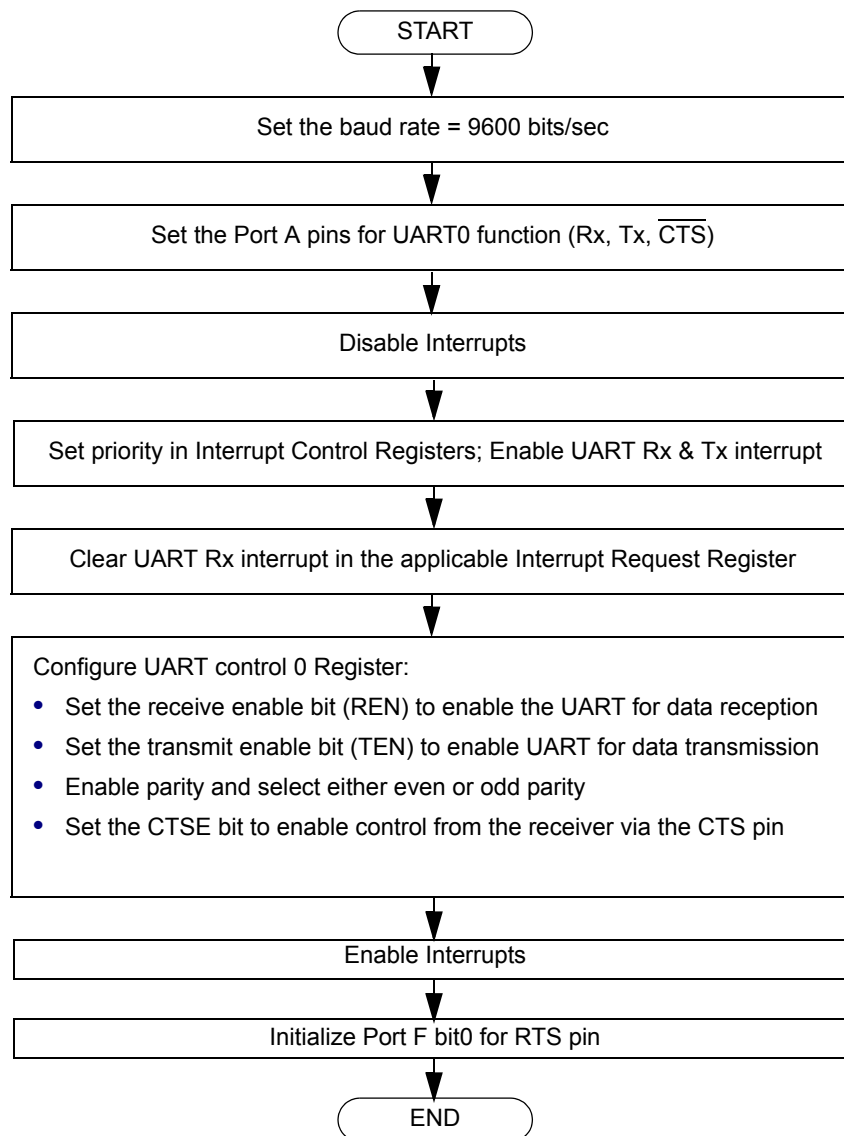 START
Set the baud rate = 9600 bits/sec
Set the Port A pins for UART0 function (Rx, Tx, C̅T̅S̅)
Disable Interrupts
Set priority in Interrupt Control Registers; Enable UART Rx & Tx interrupt
Clear UART Rx interrupt in the applicable Interrupt Request Register
Configure UART control 0 Register:
• Set the receive enable bit (REN) to enable the UART for data reception
• Set the transmit enable bit (TEN) to enable UART for data transmission
• Enable parity and select either even or odd parity
• Set the CTSE bit to enable control from the receiver via the CTS pin
Enable Interrupts
Initialize Port F bit0 for RTS pin
END